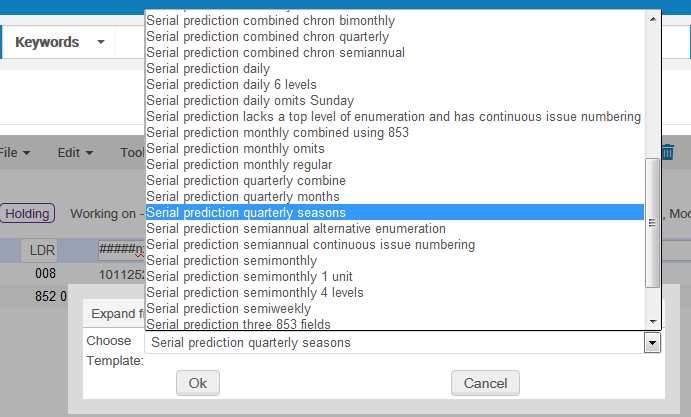 Serial prediction combined chron bimonthly
Serial prediction combined chron quarterly
Keywords
Serial prediction combined chron semiannual
Serial prediction daily
Serial prediction daily 6 levels
Serial prediction daily omits Sunday
Serial prediction lacks a top level of enumeration and has continuous issue numbering
Serial prediction monthly combined using 853
File Edit Tool
Serial prediction monthly omits
Serial prediction monthly regular
Serial prediction quarterly combine
Serial prediction quarterly months
Holding Working on -
Serial prediction quarterly seasons
, Mod
Serial prediction semiannual alternative enumeration
LDR #####n
Serial prediction semiannual continuous issue numbering
Serial prediction semimonthly
008 1011252
Serial prediction semimonthly 1 unit
852 0
Serial prediction semimonthly 4 levels
Serial prediction semiweekly
Expand f
Serial prediction three 853 fields
Choose
Template:
Serial prediction quarterly seasons
Ok Cancel